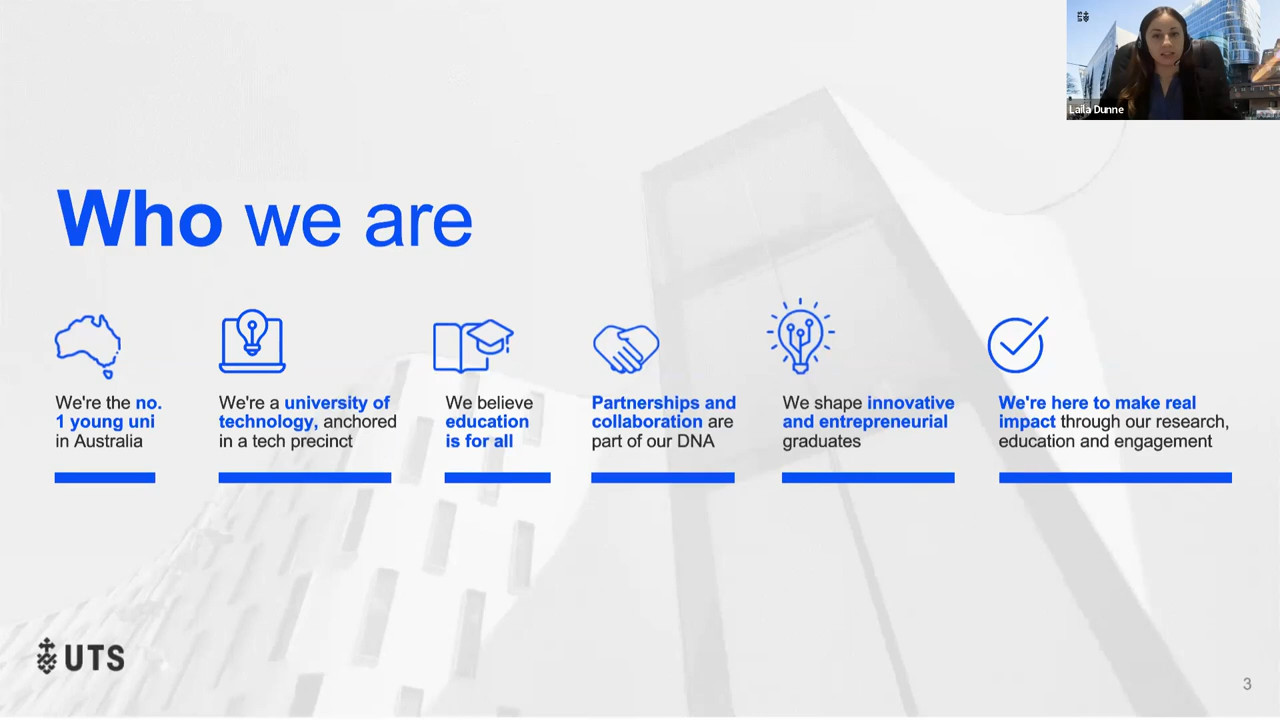 Laila Dunne
Who we are
We're the no.
1 young uni
in Australia
We're a university of
technology, anchored
in a tech precinct
We believe
education
is for all
Partnerships and
collaboration are
part of our DNA
We shape innovative
and entrepreneurial
graduates
We're here to make real
impact through our research,
education and engagement
UTS
3